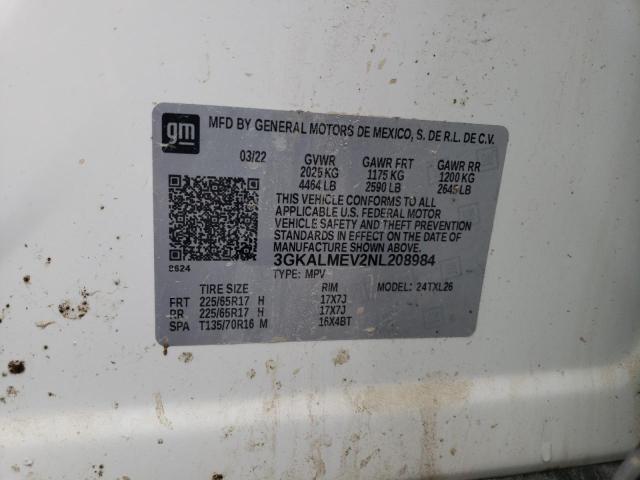 gm
MFD BY GENERAL MOTORS DE MEXICO, S. DE R.L. DE C.V.
03/22 GVWR GAWR FRT GAWR RR
2025 KG 1175 KG 1200 KG
4464 LB 2590 LB 2645 LB
THIS VEHICLE CONFORMS TO ALL
APPLICABLE U.S. FEDERAL MOTOR
VEHICLE SAFETY AND THEFT PREVENTION
STANDARDS IN EFFECT ON THE DATE OF
MANUFACTURE SHOWN ABOVE.
3GKALMEV2NL208984
8624 TYPE: MPV
TIRE SIZE RIM MODEL: 24TXL26
FRT 225/65R17 H 17X7J
RR 225/65R17 H 17X7J
SPA T135/70R16 M 16X4BT